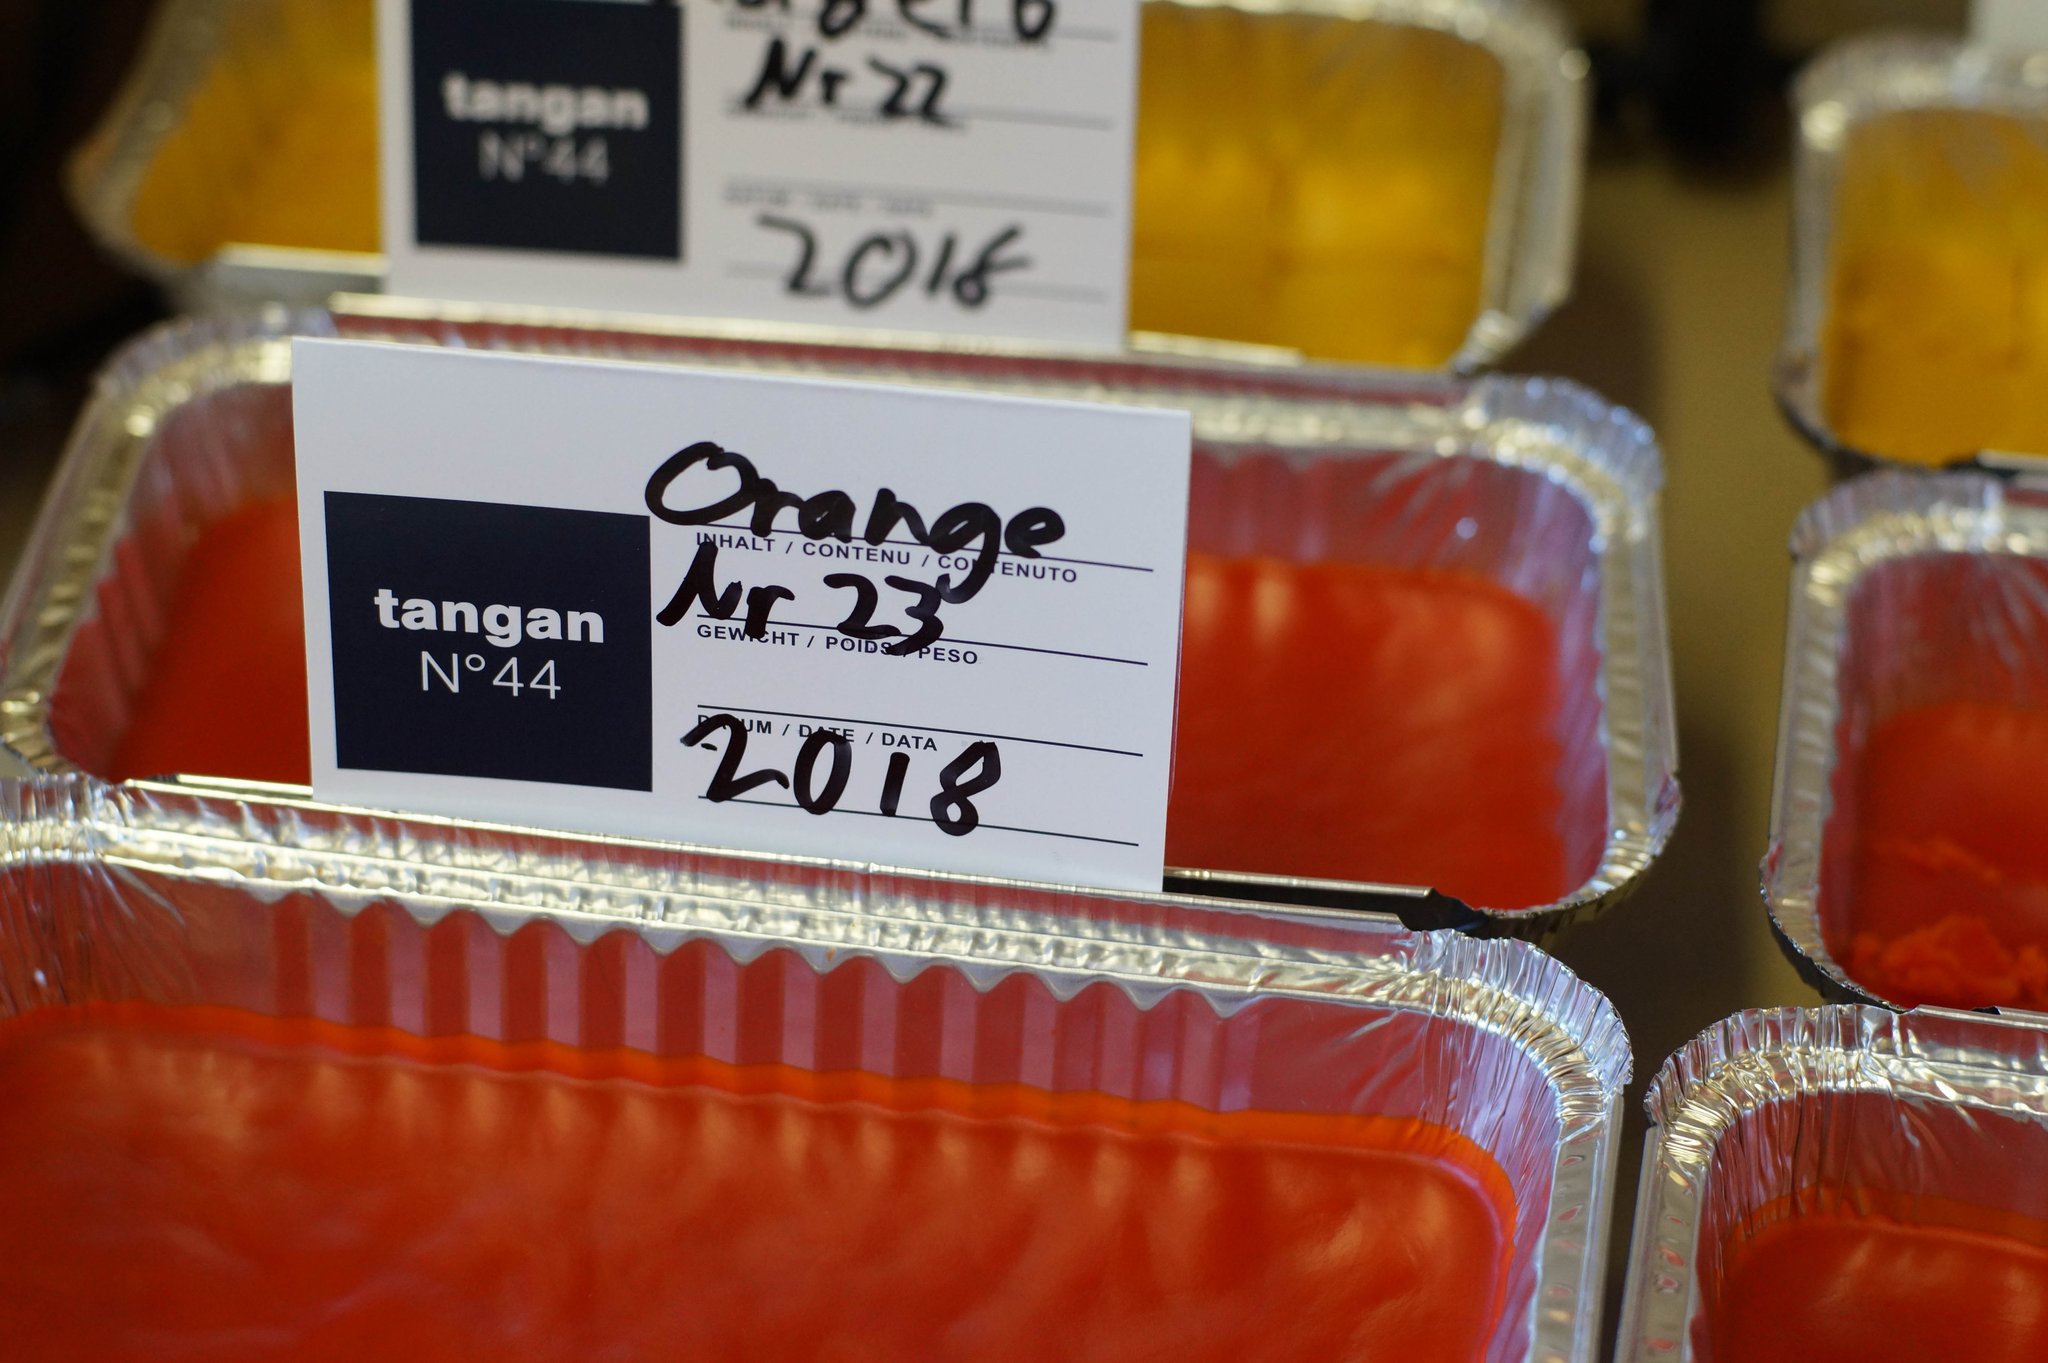 tangan
N°44
Nr 22
2018
Orange
INHALT / CONTENU / CONTENUTO
Nr 23
GEWICHT / POIDS / PESO
DATUM / DATE / DATA
2018
tangan
N°44